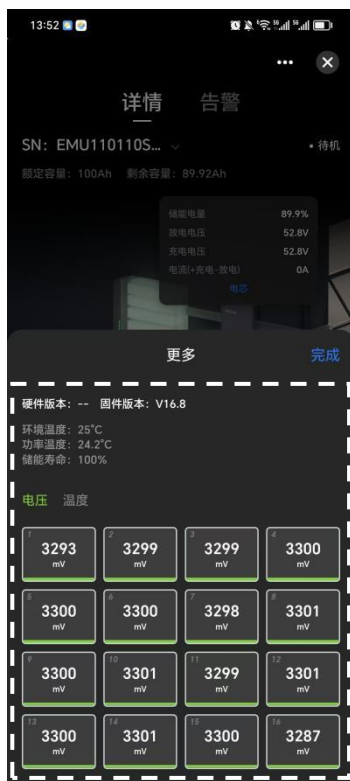 13:52
详情 告警
SN: EMU110110S... 待机
额定容量: 100Ah 剩余容量: 89.92Ah
储能电量 89.9%
放电电压 52.8V
充电电压 52.8V
电流(+充电-放电) 0A
电芯
更多 完成
硬件版本: -- 固件版本: V16.8
环境温度: 25°C
功率温度: 24.2°C
储能寿命: 100%
电压 温度
1 2 3 4
3293 3299 3299 3300
mV mV mV mV
5 6 7 8
3300 3300 3298 3301
mV mV mV mV
9 10 11 12
3300 3301 3299 3301
mV mV mV mV
13 14 15 16
3300 3301 3300 3287
mV mV mV mV